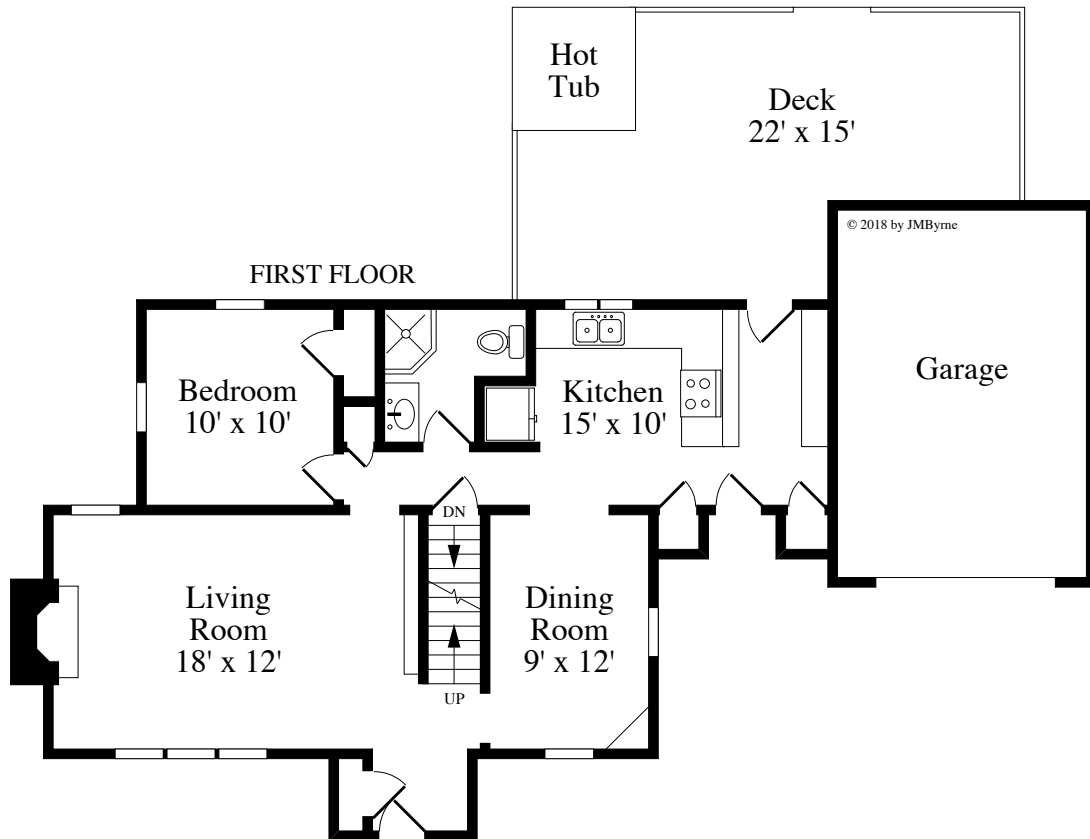 Hot
Tub
Deck
22' x 15'
© 2018 by JMByrne
FIRST FLOOR
Garage
Bedroom
10' x 10'
Kitchen
15' x 10'
DN
Living
Room
18' x 12'
Dining
Room
9' x 12'
UP